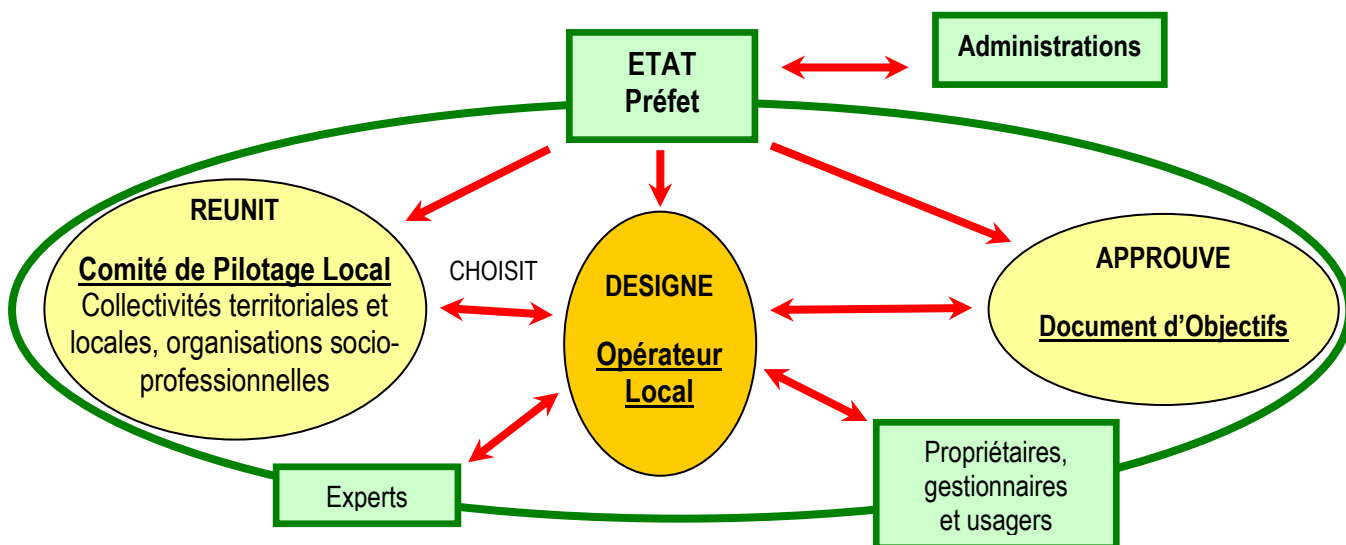 ETAT
Préfet
Administrations
REUNIT
Comité de Pilotage Local
Collectivités territoriales et
locales, organisations socio-
professionnelles
CHOISIT
DESIGNE
Opérateur
Local
APPROUVE
Document d’Objectifs
Experts
Propriétaires,
gestionnaires
et usagers